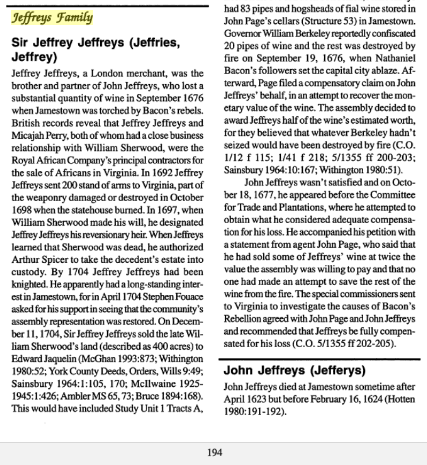 Jeffreys Family
Sir Jeffrey Jeffreys (Jeffries,
Jeffrey)
Jeffrey Jeffreys, a London merchant, was the
brother and partner of John Jeffreys, who lost a
substantial quantity of wine in September 1676
when Jamestown was torched by Bacon's rebels.
British records reveal that Jeffrey Jeffreys and
Micajah Perry, both of whom had a close business
relationship with William Sherwood, were the
Royal African Company's principal contractors for
the sale of Africans in Virginia. In 1692 Jeffrey
Jeffreys sent 200 stand of arms to Virginia, part of
the weaponry damaged or destroyed in October
1698 when the statehouse burned. In 1697, when
William Sherwood made his will, he designated
Jeffrey Jeffreys his reversionary heir. When Jeffreys
learned that Sherwood was dead, he authorized
Arthur Spicer to take the decedent's estate into
custody. By 1704 Jeffrey Jeffreys had been
knighted. He apparently had a long-standing inter-
est in Jamestown, for in April 1704 Stephen Fouace
asked for his support in seeing that the community's
assembly representation was restored. On Decem-
ber 11, 1704, Sir Jeffrey Jeffreys sold the late Wil-
liam Sherwood's land (described as 400 acres) to
Edward Jaquelin (McGhan 1993:873; Withington
1980:52; York County Deeds, Orders, Wills 9:49;
Sainsbury 1964:1:105, 170; McIlwaine 1925-
1945:1:426; Ambler MS 65, 73; Bruce 1894:168).
This would have included Study Unit 1 Tracts A,
had 83 pipes and hogsheads of fial wine stored in
John Page's cellars (Structure 53) in Jamestown.
Governor William Berkeley reportedly confiscated
20 pipes of wine and the rest was destroyed by
fire on September 19, 1676, when Nathaniel
Bacon's followers set the capital city ablaze. Af-
terward, Page filed a compensatory claim on John
Jeffreys' behalf, in an attempt to recover the mon-
etary value of the wine. The assembly decided to
award Jeffreys half of the wine's estimated worth,
for they believed that whatever Berkeley hadn't
seized would have been destroyed by fire (C.O.
1/12 f 115; 1/41 f 218; 5/1355 ff 200-203;
Sainsbury 1964:10:167; Withington 1980:51).
John Jeffreys wasn't satisfied and on Octo-
ber 18, 1677, he appeared before the Committee
for Trade and Plantations, where he attempted to
obtain what he considered adequate compensa-
tion for his loss. He accompanied his petition with
a statement from agent John Page, who said that
he had sold some of Jeffreys' wine at twice the
value the assembly was willing to pay and that no
one had made an attempt to save the rest of the
wine from the fire. The special commissioners sent
to Virginia to investigate the causes of Bacon's
Rebellion agreed with John Page and John Jeffreys
and recommended that Jeffreys be fully compen-
sated for his loss (C.O. 5/1355 ff 202-205).
John Jeffreys (Jefferys)
John Jeffreys died at Jamestown sometime after
April 1623 but before February 16, 1624 (Hotten
1980:191-192).
194